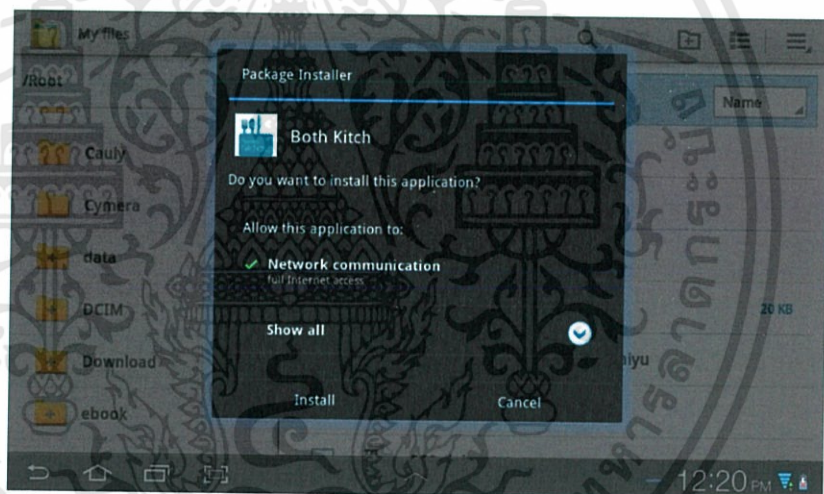 My files
/Root
Name
Package Installer
Both Kitch
Do you want to install this application?
Allow this application to:
Network communication
full Internet access
Show all
Install
Cancel
Cauly
Cymera
data
DCIM
Download
ebook
20 KB
iyu
12:20 PM